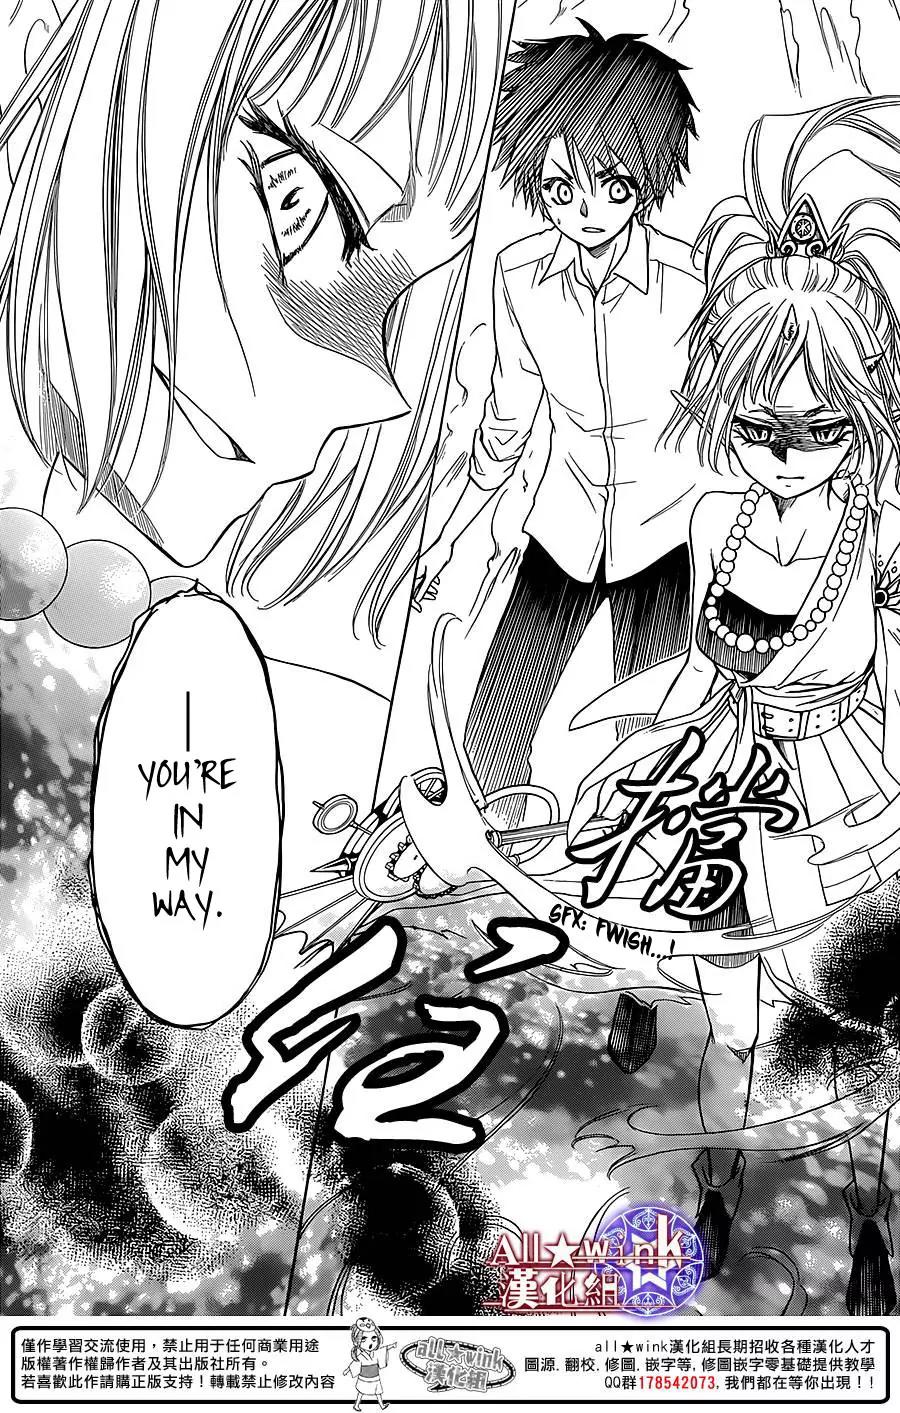 I
YOU'RE
IN
MY
WAY.
擋
SFX: FWISH...!
All★wink
漢化組
僅作學習交流使用，禁止用于任何商業用途
版權著作權歸作者及其出版社所有。
若喜歡此作請購正版支持！轉載禁止修改內容
all★wink
漢化組
all★wink漢化組長期招收各種漢化人才
圖源. 翻校. 修圖. 嵌字等, 修圖嵌字零基礎提供教學
QQ群178542073, 我們都在等你出現！！